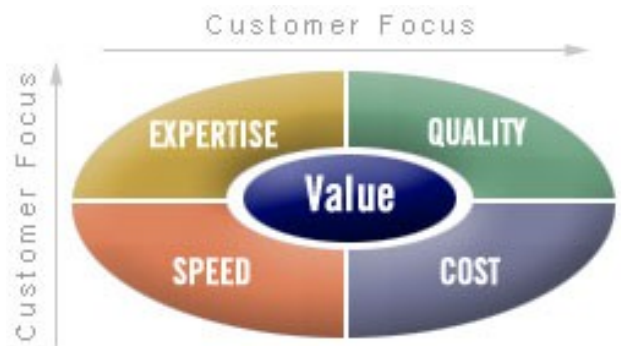 Customer Focus
Customer Focus
EXPERTISE
QUALITY
Value
SPEED
COST